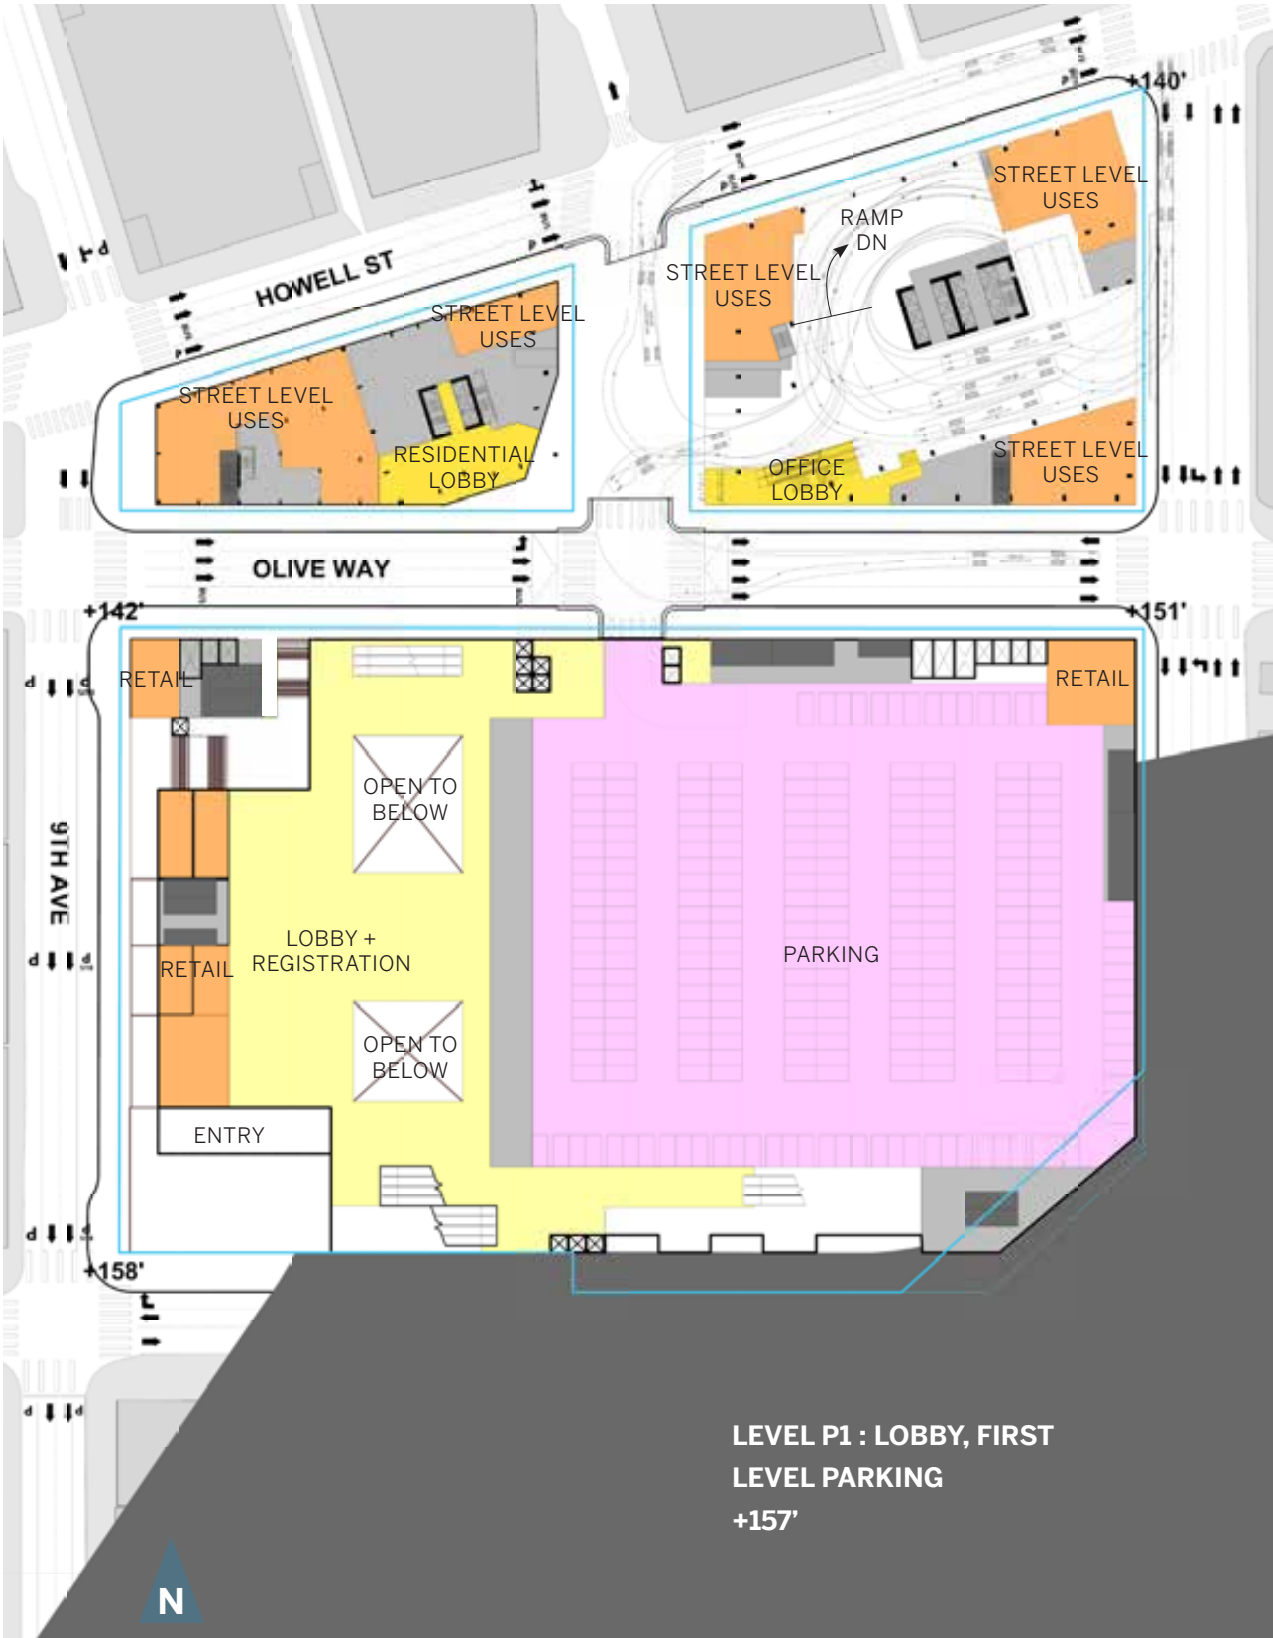 +140'
STREET LEVEL
USES
RAMP
DN
STREET LEVEL
USES
HOWELL ST
STREET LEVEL
USES
STREET LEVEL
USES
RESIDENTIAL
LOBBY
OFFICE
LOBBY
STREET LEVEL
USES
OLIVE WAY
+142'
+151'
RETAIL
RETAIL
OPEN TO
BELOW
9TH AVE
LOBBY +
REGISTRATION
PARKING
RETAIL
OPEN TO
BELOW
ENTRY
+158'
LEVEL P1 : LOBBY, FIRST
LEVEL PARKING
+157’
N